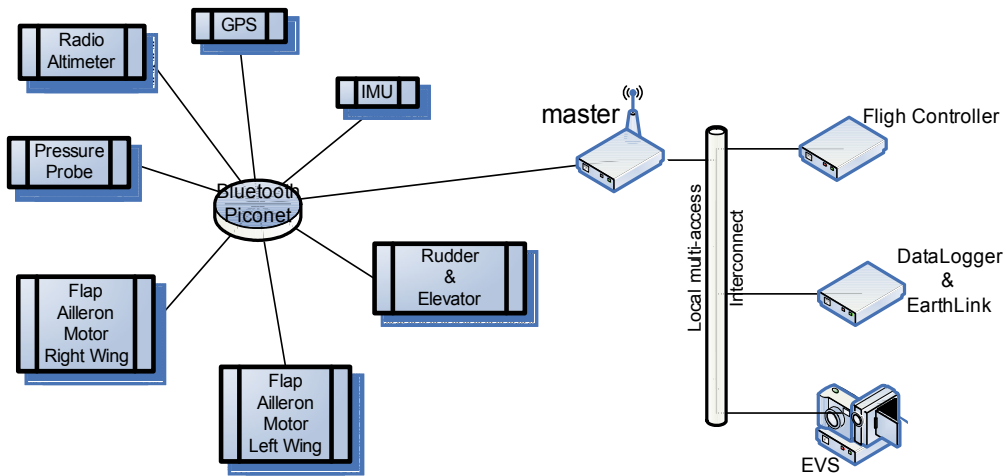 Radio
Altimeter
GPS
IMU
Pressure
Probe
Bluetooth
Piconet
Flap
Ailleron
Motor
Right Wing
Flap
Ailleron
Motor
Left Wing
Rudder
&
Elevator
master
Local multi-access
Interconnect
Fligh Controller
DataLogger
&
EarthLink
EVS